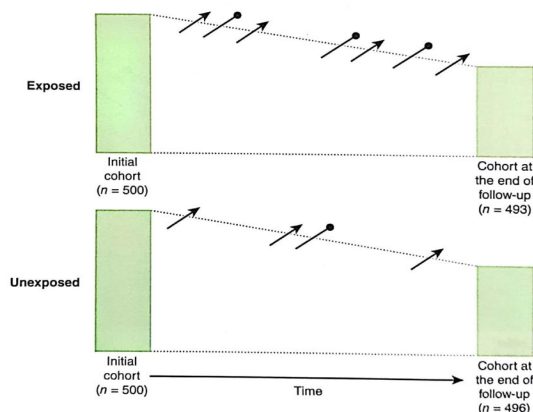 Exposed
Initial
cohort
(n = 500)
Cohort at
the end of
follow-up
(n = 493)
Unexposed
Initial
cohort
(n = 500)
Time
Cohort at
the end of
follow-up
(n = 496)